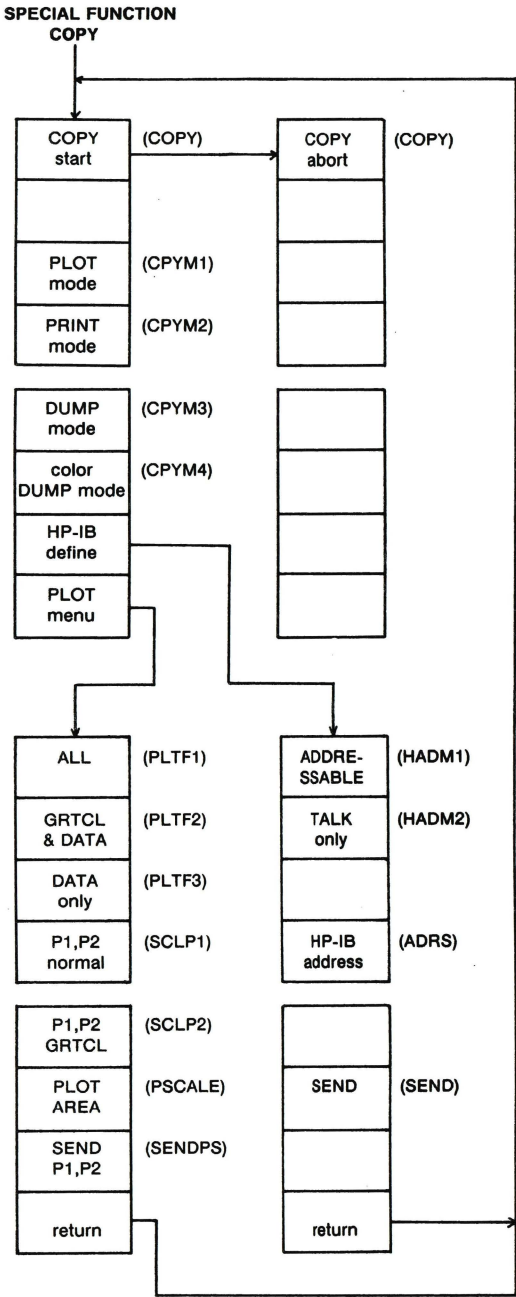 SPECIAL FUNCTION
COPY
COPY
start
(COPY)
COPY
abort
(COPY)
PLOT
mode
(CPYM1)
PRINT
mode
(CPYM2)
DUMP
mode
(CPYM3)
color
DUMP mode
(CPYM4)
HP-IB
define
PLOT
menu
ALL
(PLTF1)
GRTCL
& DATA
(PLTF2)
DATA
only
(PLTF3)
P1,P2
normal
(SCLP1)
P1,P2
GRTCL
(SCLP2)
PLOT
AREA
(PSCALE)
SEND
P1,P2
(SENDPS)
return
ADDRE-
SSABLE
(HADM1)
TALK
only
(HADM2)
HP-IB
address
(ADRS)
SEND
(SEND)
return